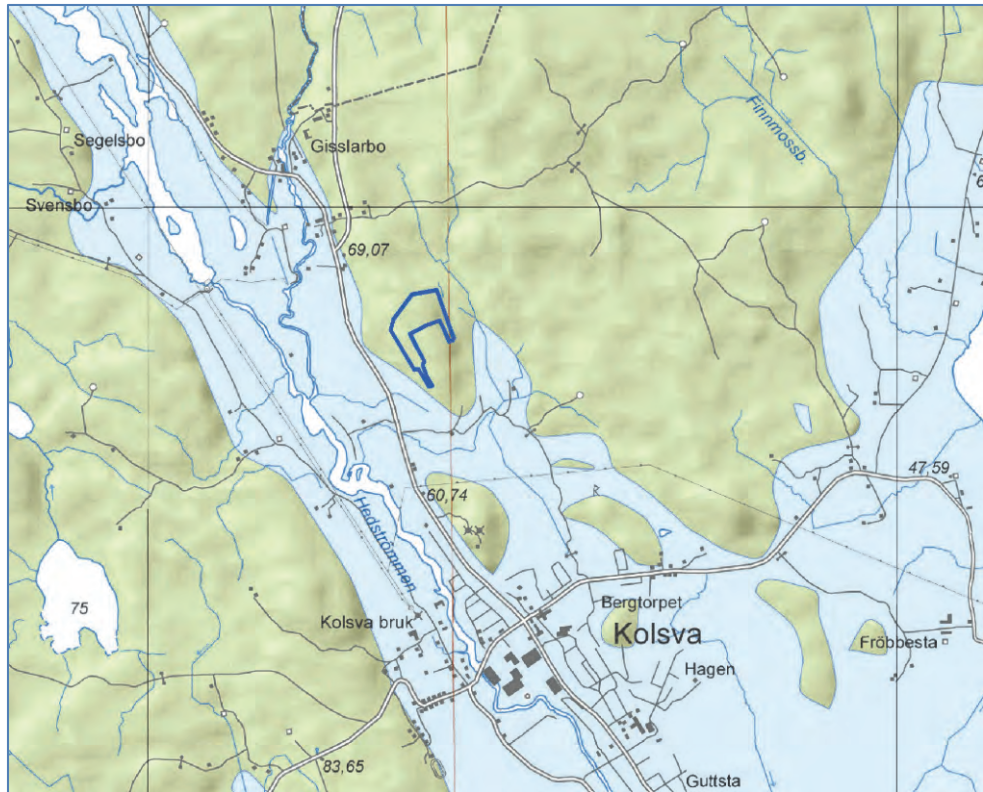 Finnmossb.
Segelsbo
Gisslarbo
6
Svensbo
69,07
47,59
60,74
Hedströmmen
75
Bergtorpet
Kolsva bruk
Kolsva
Fröbbesta
Hagen
83,65
Guttsta